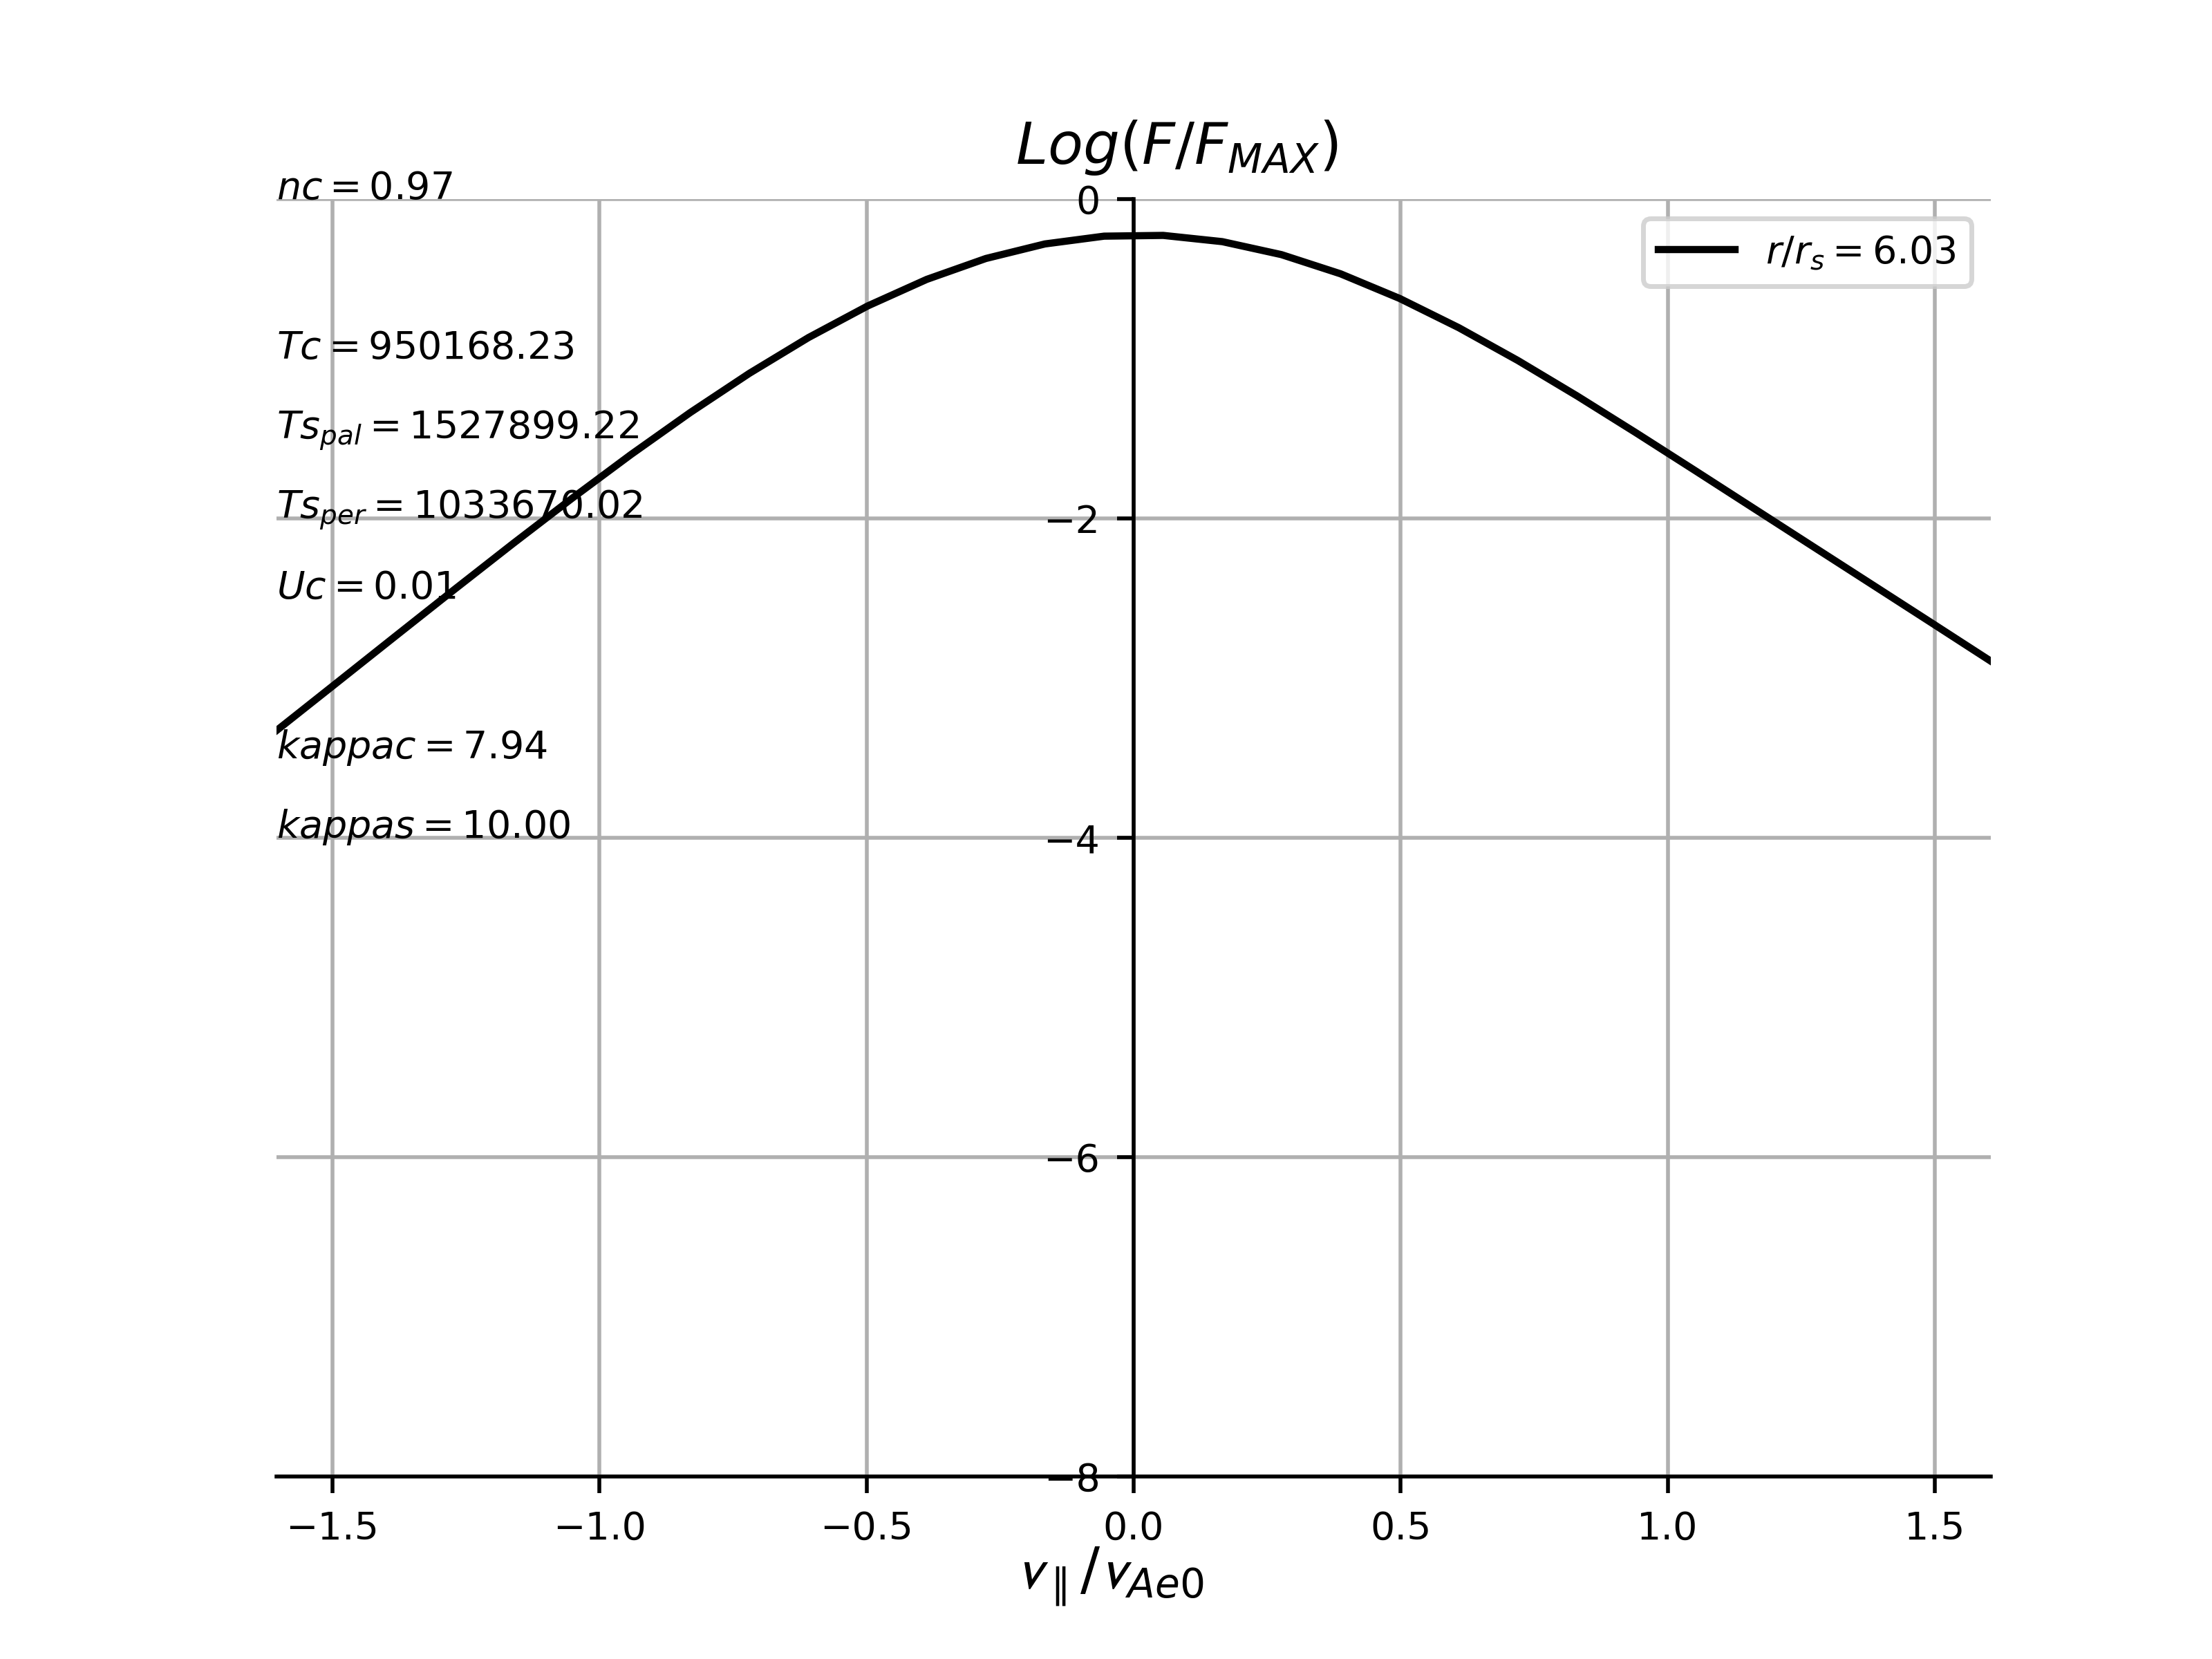 Log(F/F_MAX)
nc = 0.97
0
r/r_s = 6.03
Tc = 950168.23
Ts_pal = 1527899.22
Ts_per = 1033670.02
−2
Uc = 0.01
kappac = 7.94
kappas = 10.00
−4
−6
−8
−1.5 −1.0 −0.5 0.0 0.5 1.0 1.5
v_∥/v_Ae0